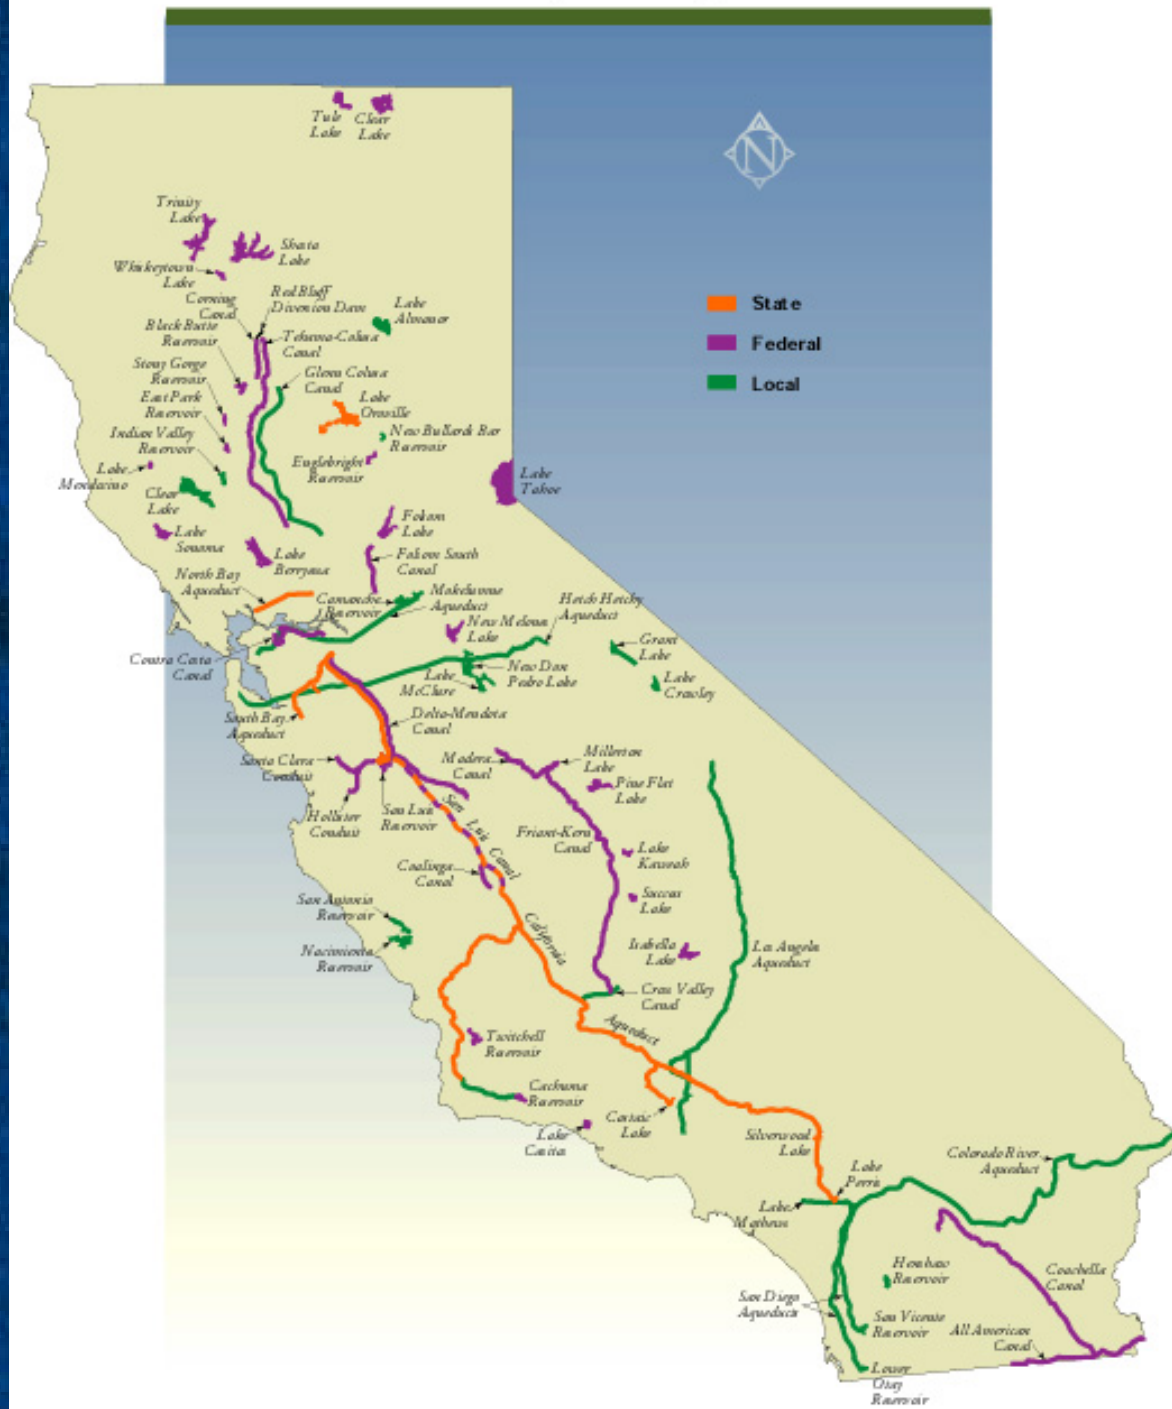 Tule
Lake
Clear
Lake
N
Trinity
Lake
Shasta
Lake
Whiskeytown
Lake
Corning
Canal
Red Bluff
Diversion Dam
Lake
Almanor
State
Federal
Local
Black Butte
Reservoir
Tehama-Colusa
Canal
Stony Gorge
Reservoir
Glenn Colusa
Canal
East Park
Reservoir
Lake
Oroville
Indian Valley
Reservoir
New Bullards Bar
Reservoir
Englebright
Reservoir
Lake
Mendocino
Clear
Lake
Lake
Tahoe
Lake
Sonoma
Folsom
Lake
Lake
Berryessa
Folsom South
Canal
North Bay
Aqueduct
Camanche
Reservoir
Mokelumne
Aqueduct
Hetch Hetchy
Aqueduct
New Melones
Lake
Grant
Lake
Contra Costa
Canal
New Don
Pedro Lake
Lake
McClure
Lake
Crowley
South Bay
Aqueduct
Delta-Mendota
Canal
Santa Clara
Conduit
Madera
Canal
Millerton
Lake
Pine Flat
Lake
Hollister
Conduit
San Luis
Reservoir
San Luis Canal
Friant-Kern
Canal
Lake
Kaweah
Coalinga
Canal
Success
Lake
San Antonio
Reservoir
Nacimiento
Reservoir
California
Isabella
Lake
Los Angeles
Aqueduct
Cross Valley
Canal
Aqueduct
Twitchell
Reservoir
Cachuma
Reservoir
Castaic
Lake
Lake
Casitas
Silverwood
Lake
Colorado River
Aqueduct
Lake
Perris
Lake
Mathews
Henshaw
Reservoir
Coachella
Canal
San Diego
Aqueducts
San Vicente
Reservoir
All American
Canal
Lower
Otay
Reservoir